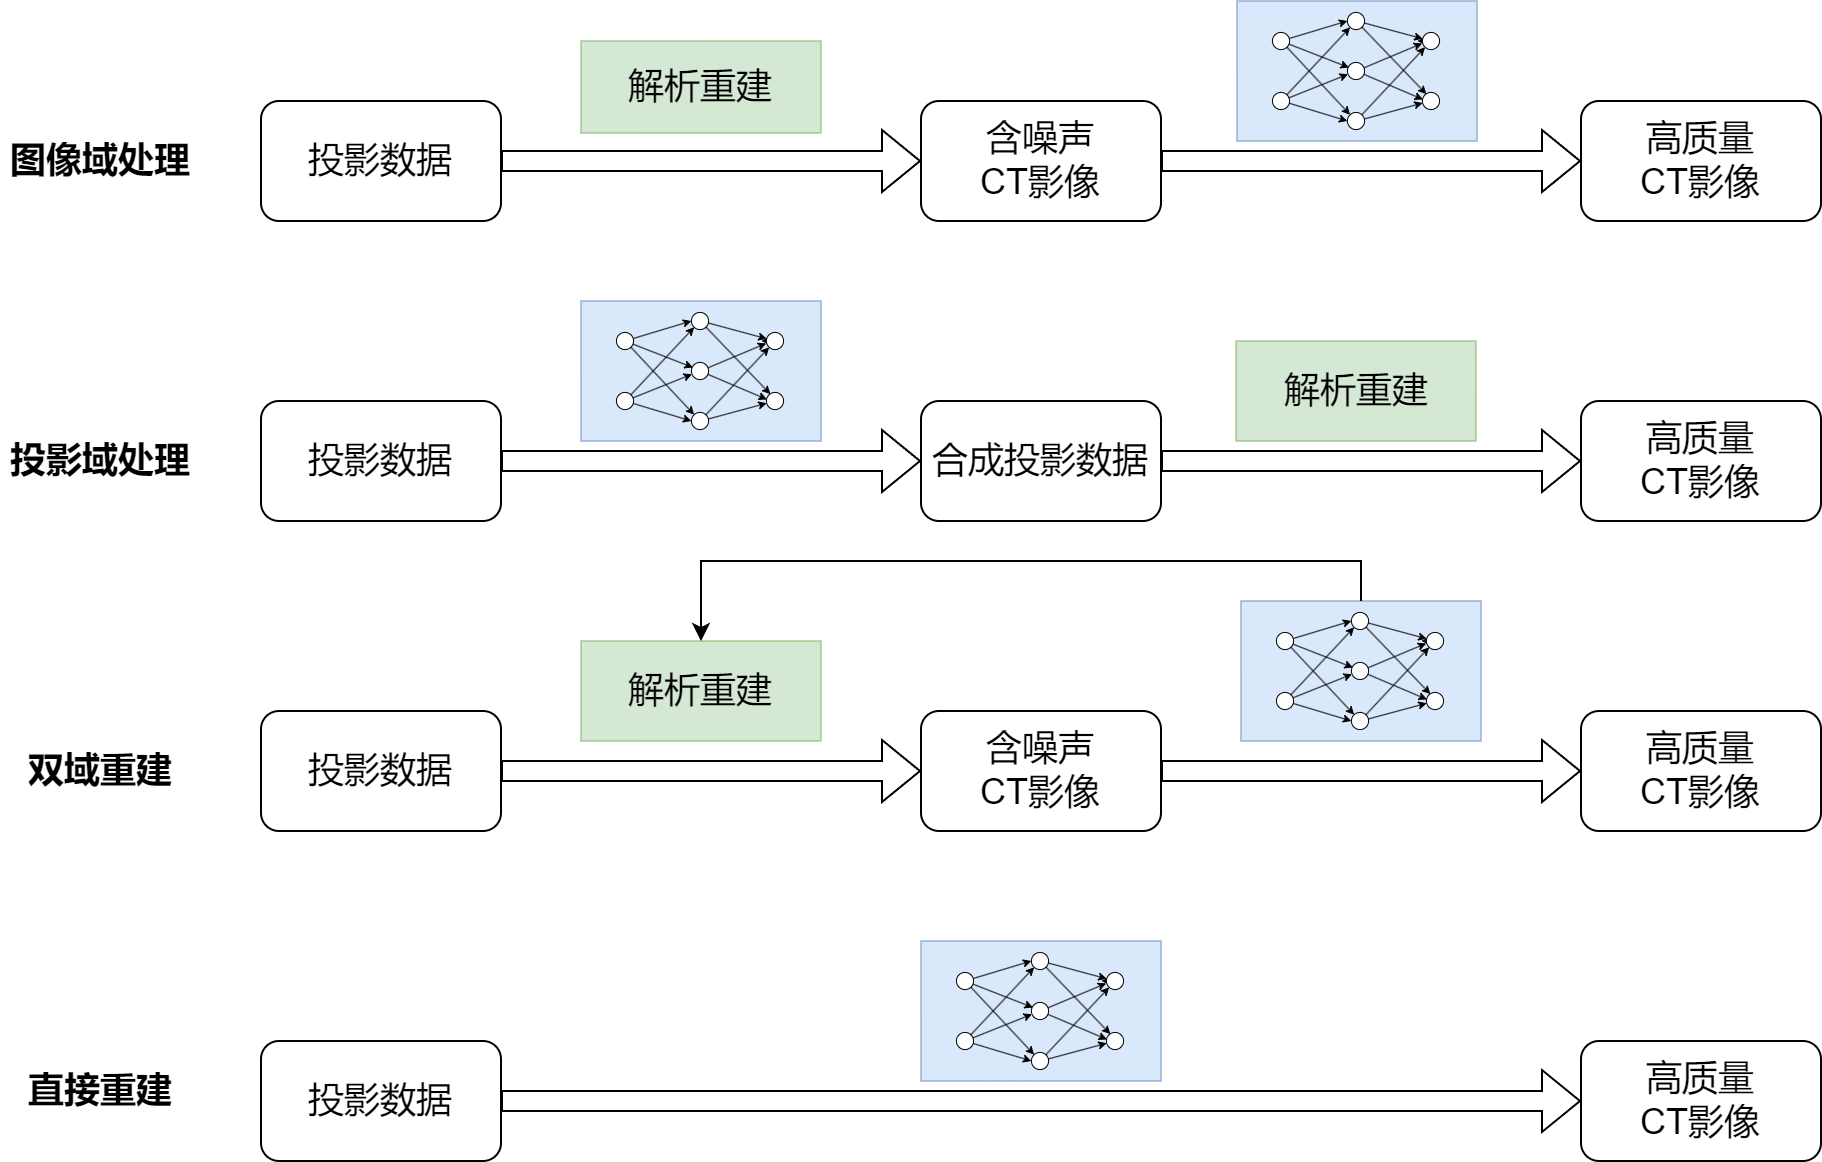 解析重建
图像域处理
投影数据
含噪声
CT影像
高质量
CT影像
解析重建
投影域处理
投影数据
合成投影数据
高质量
CT影像
解析重建
双域重建
投影数据
含噪声
CT影像
高质量
CT影像
直接重建
投影数据
高质量
CT影像